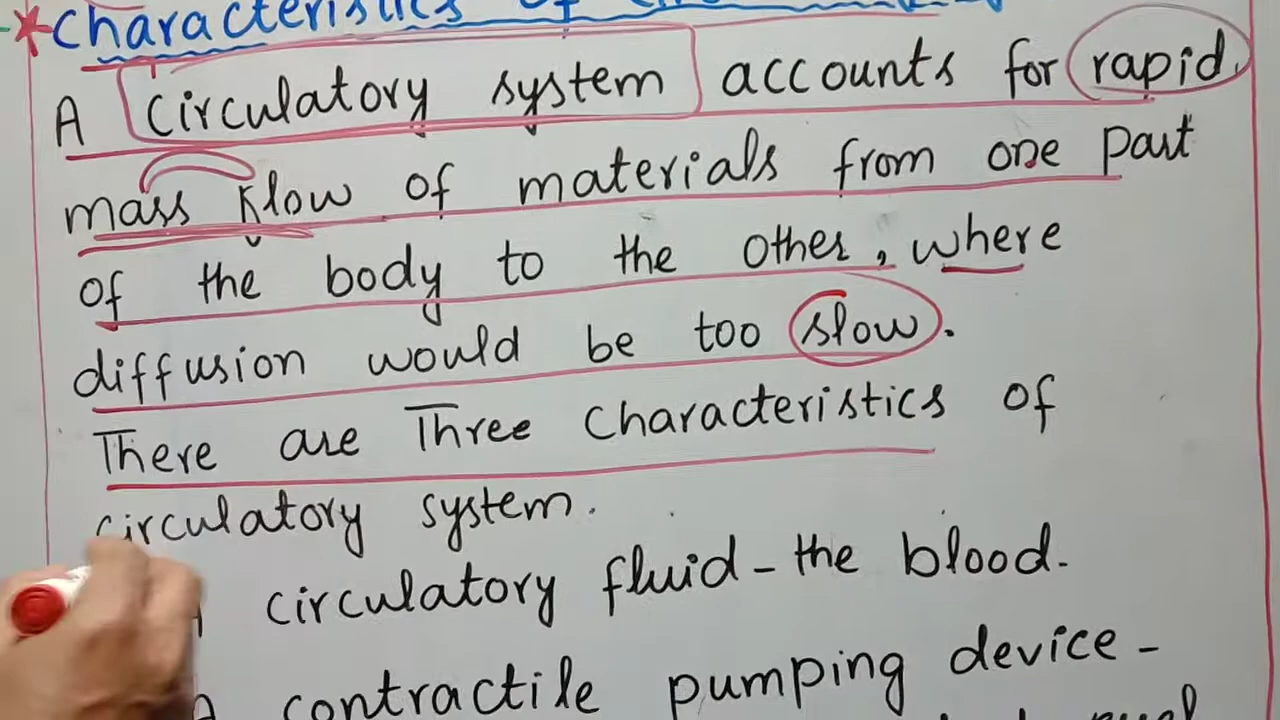 Characteristics of
A circulatory system accounts for rapid
mass flow of materials from one part
of the body to the other, where
diffusion would be too slow.
There are Three characteristics of
circulatory system.
A circulatory fluid - the blood.
A contractile pumping device -